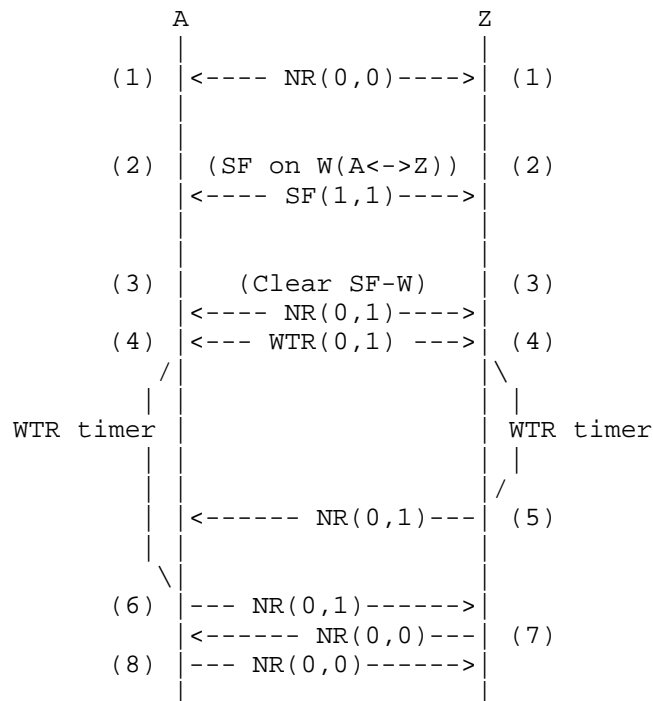 A Z
(1) <---- NR(0,0)----> (1)
(2) (SF on W(A<->Z)) (2)
<---- SF(1,1)---->
(3) (Clear SF-W) (3)
<---- NR(0,1)---->
(4) <--- WTR(0,1) ---> (4)
WTR timer WTR timer
<------ NR(0,1)--- (5)
(6) --- NR(0,1)------>
<------ NR(0,0)--- (7)
(8) --- NR(0,0)------>